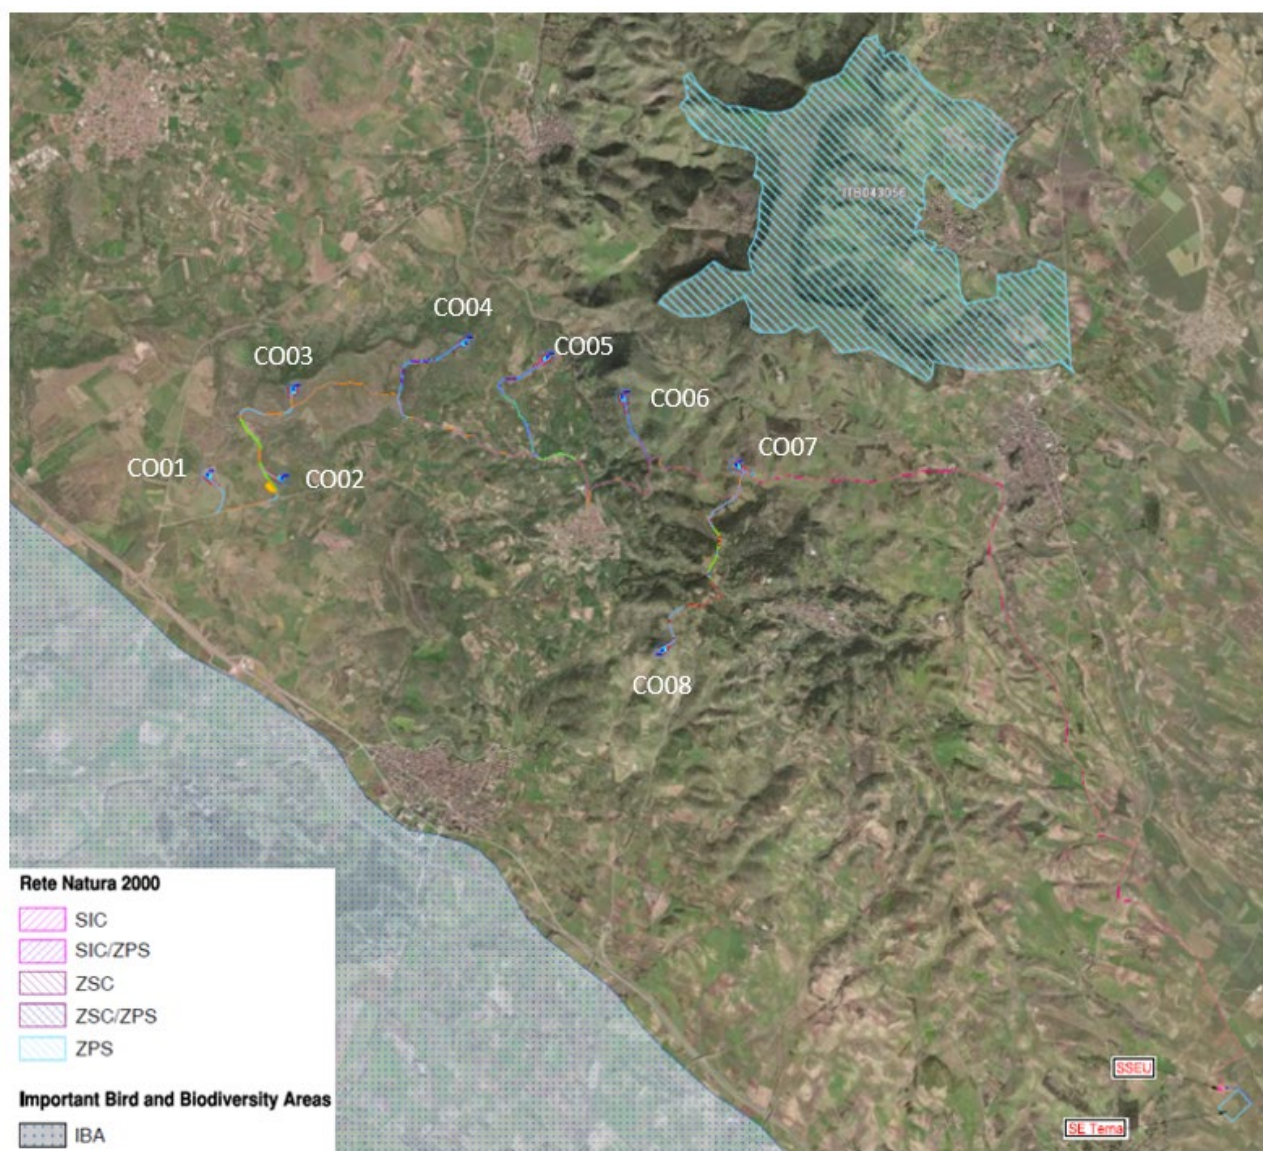 ITB043056
CO04
CO05
CO03
CO06
CO07
CO01
CO02
CO08
Rete Natura 2000
SIC
SIC/ZPS
ZSC
ZSC/ZPS
ZPS
Important Bird and Biodiversity Areas
IBA
SSEU
SE Terna